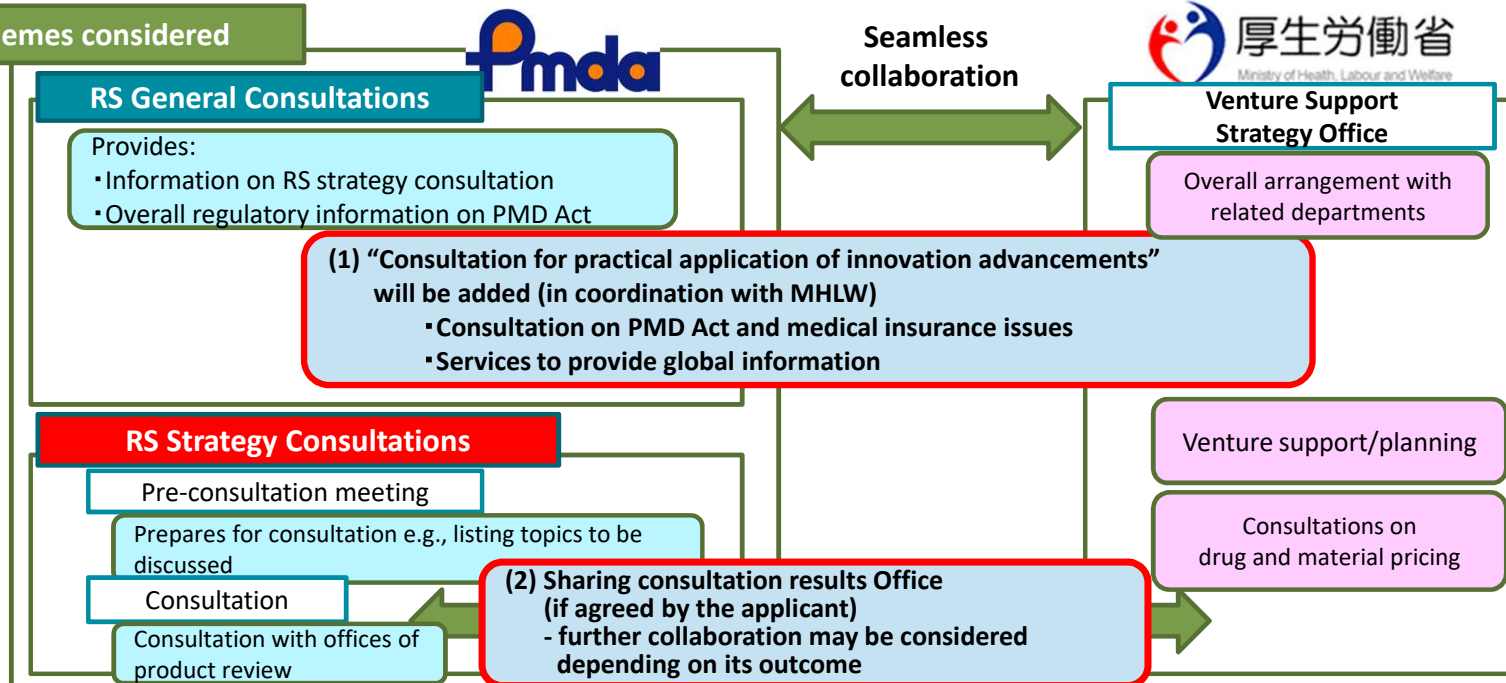 emes considered
Pmda
RS General Consultations
Provides:
・Information on RS strategy consultation
・Overall regulatory information on PMD Act
Seamless
collaboration
厚生労働省
Ministry of Health, Labour and Welfare
Venture Support
Strategy Office
Overall arrangement with
related departments
(1) “Consultation for practical application of innovation advancements”
will be added (in coordination with MHLW)
・Consultation on PMD Act and medical insurance issues
・Services to provide global information
RS Strategy Consultations
Pre-consultation meeting
Prepares for consultation e.g., listing topics to be
discussed
Consultation
Consultation with offices of
product review
(2) Sharing consultation results Office
(if agreed by the applicant)
- further collaboration may be considered
depending on its outcome
Venture support/planning
Consultations on
drug and material pricing